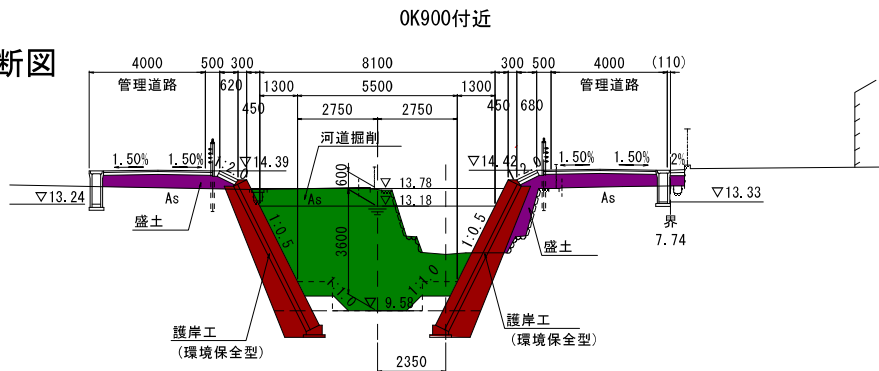 0K900付近
断図
4000 500 300 8100 300 500 4000 (110)
管理道路 620 1300 5500 1300 管理道路
450 2750 2750 450 680
河道掘削
1.50% 1.50% 1:2.0 ▽14.39 600 ▽14.42 2.0 1.50% 1.50% 2%
▽ 13.78
▽13.24 As As ▽ 13.18 As ▽13.33
盛土 1:0.5 3600 1:0.5 盛土 界
7.74
1:1.0 ▽ 9.58 1:1.0
護岸工
(環境保全型)
護岸工
(環境保全型)
2350